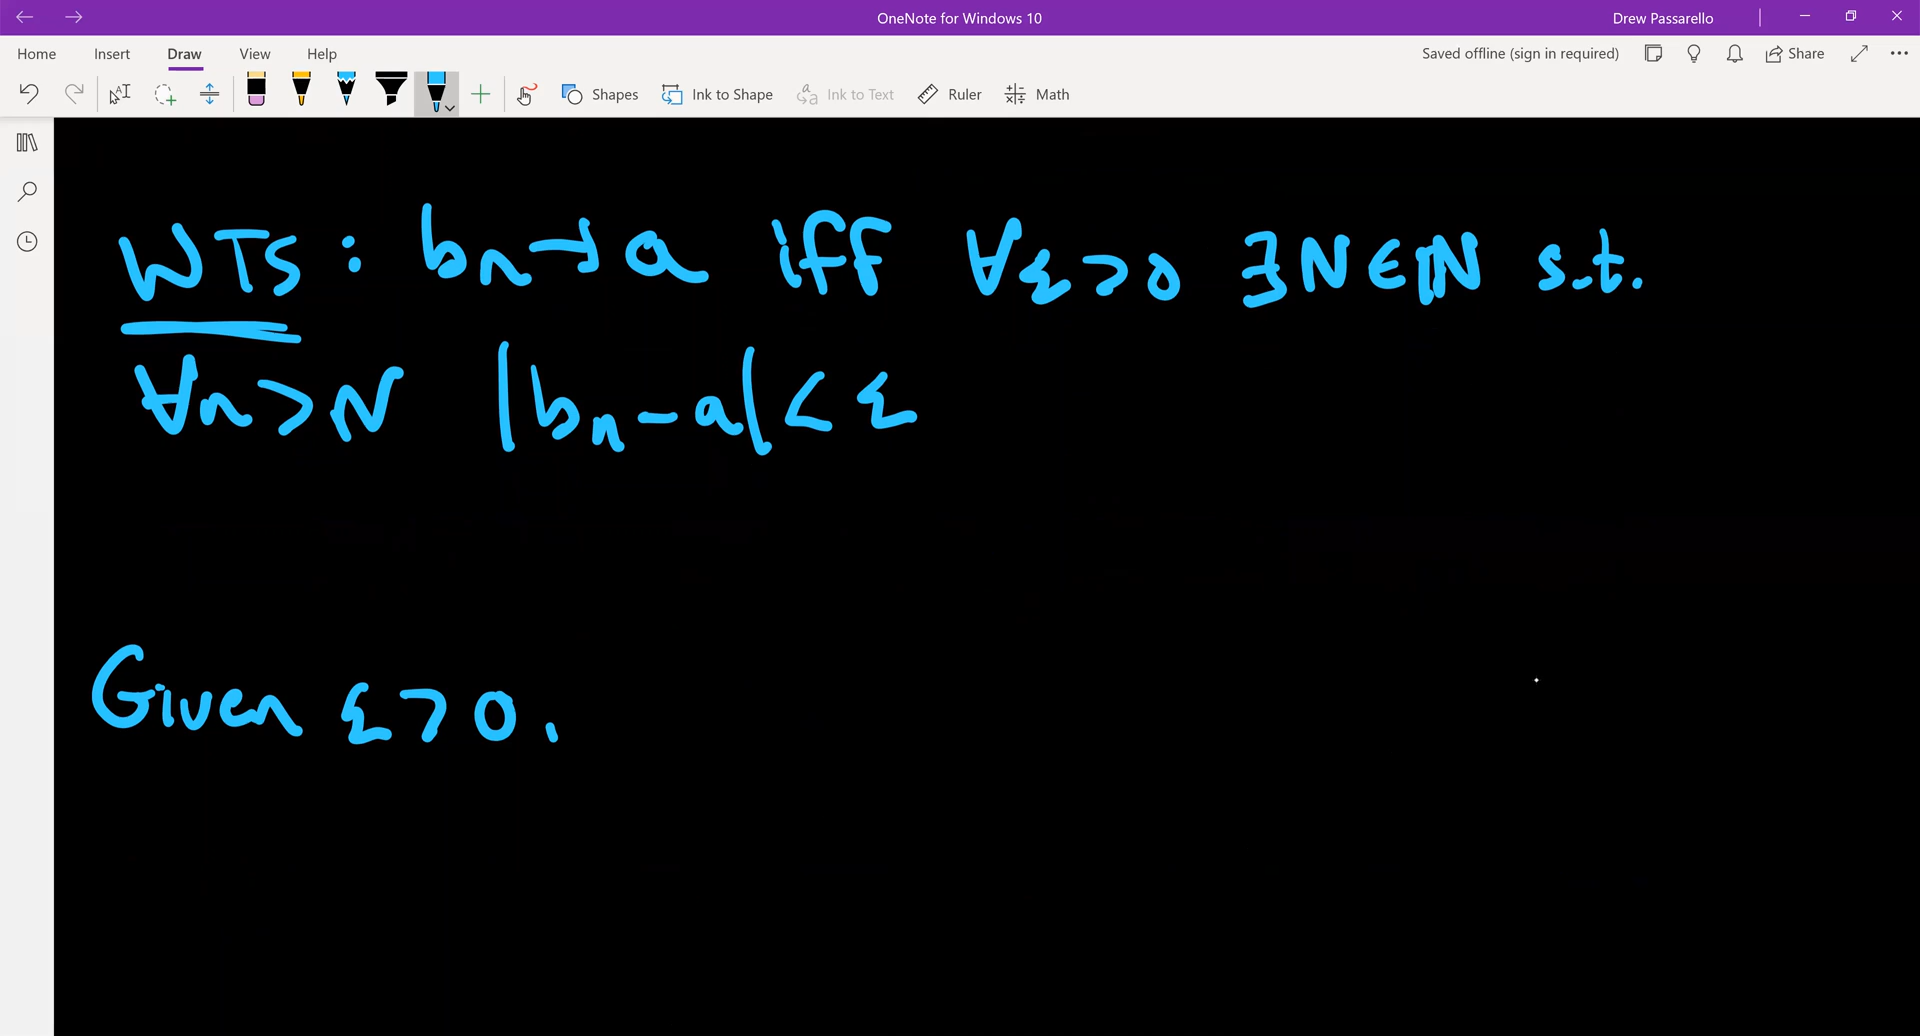 OneNote for Windows 10
Drew Passarello
Home Insert Draw View Help
Saved offline (sign in required) Share
Shapes Ink to Shape Ink to Text Ruler Math
WTS: bₙ→a iff ∀ε>0 ∃N∈ℕ s.t.
∀n>N |bₙ-a|<ε
Given ε>0.